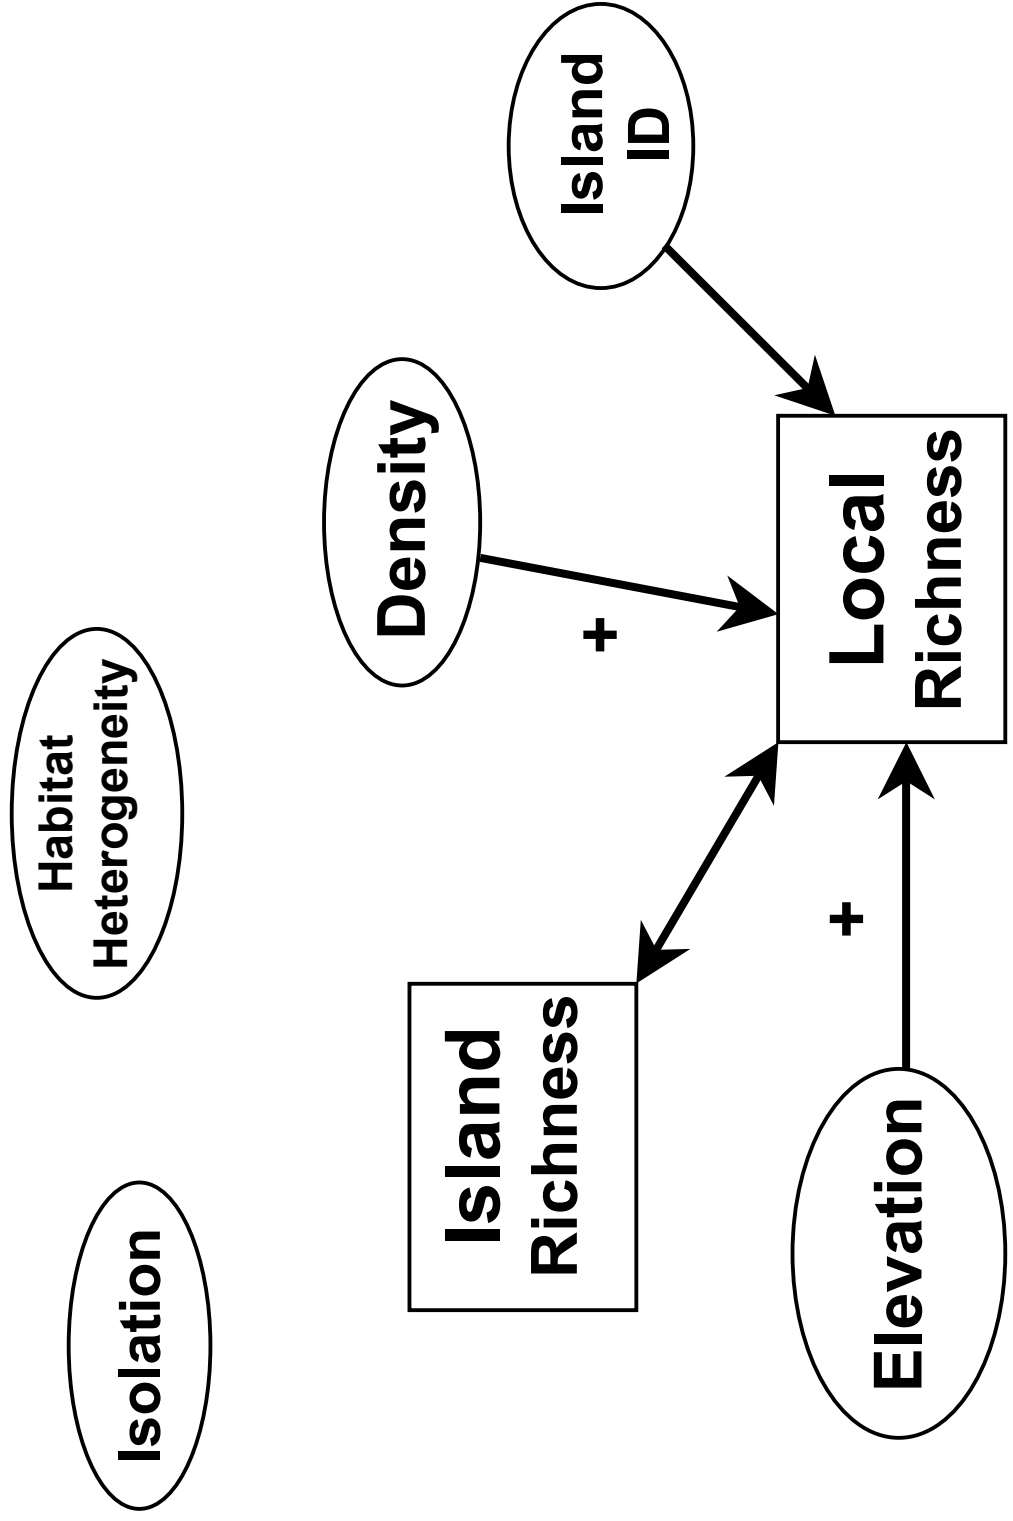 Isolation
Habitat
Heterogeneity
Island
Richness
Density
+
Island
ID
Elevation
+
Local
Richness